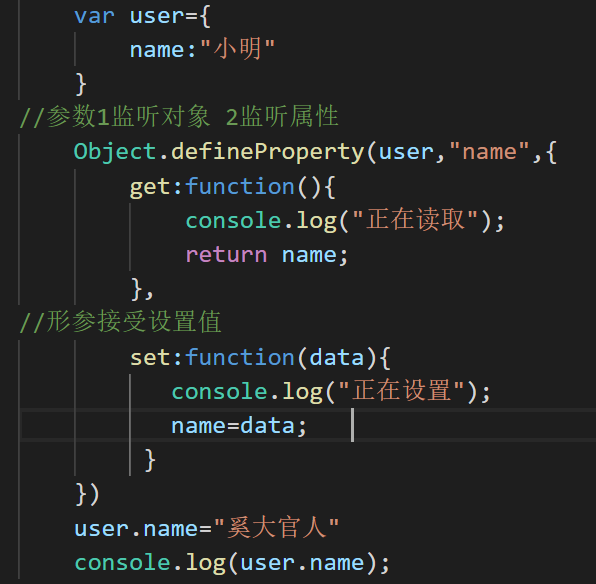 var user={
name:"小明"
}
//参数1监听对象 2监听属性
Object.defineProperty(user,"name",{
get:function(){
console.log("正在读取");
return name;
},
//形参接受设置值
set:function(data){
console.log("正在设置");
name=data;
}
})
user.name="奚大官人"
console.log(user.name);